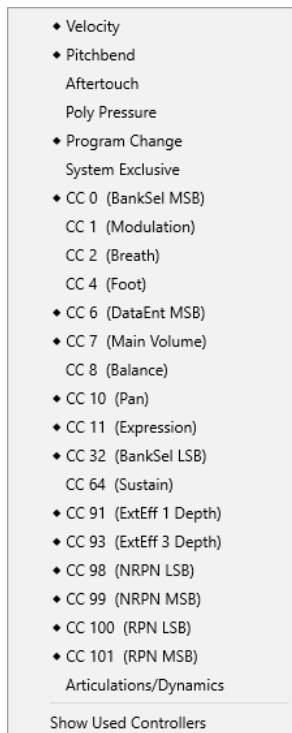 ◆ Velocity
◆ Pitchbend
Aftertouch
Poly Pressure
◆ Program Change
System Exclusive
◆ CC 0 (BankSel MSB)
CC 1 (Modulation)
CC 2 (Breath)
CC 4 (Foot)
◆ CC 6 (DataEnt MSB)
◆ CC 7 (Main Volume)
CC 8 (Balance)
◆ CC 10 (Pan)
◆ CC 11 (Expression)
◆ CC 32 (BankSel LSB)
CC 64 (Sustain)
◆ CC 91 (ExtEff 1 Depth)
◆ CC 93 (ExtEff 3 Depth)
◆ CC 98 (NRPN LSB)
◆ CC 99 (NRPN MSB)
◆ CC 100 (RPN LSB)
◆ CC 101 (RPN MSB)
Articulations/Dynamics
Show Used Controllers